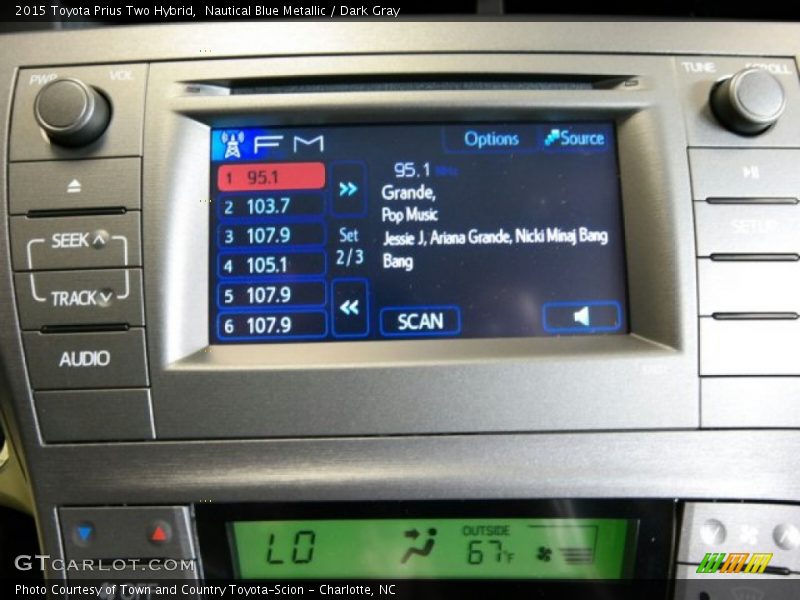 2015 Toyota Prius Two Hybrid,  Nautical Blue Metallic / Dark Gray
PWR VOL
TUNE SCROLL
FM
Options
Source
1 95.1
2 103.7
3 107.9
4 105.1
5 107.9
6 107.9
Set
2/3
95.1 MHz
Grande,
Pop Music
Jessie J, Ariana Grande, Nicki Minaj Bang
Bang
SCAN
SEEK
TRACK
AUDIO
SETUP
LO
OUTSIDE
67°F
OFF
GTCARLOT.COM
Photo Courtesy of Town and Country Toyota-Scion - Charlotte, NC